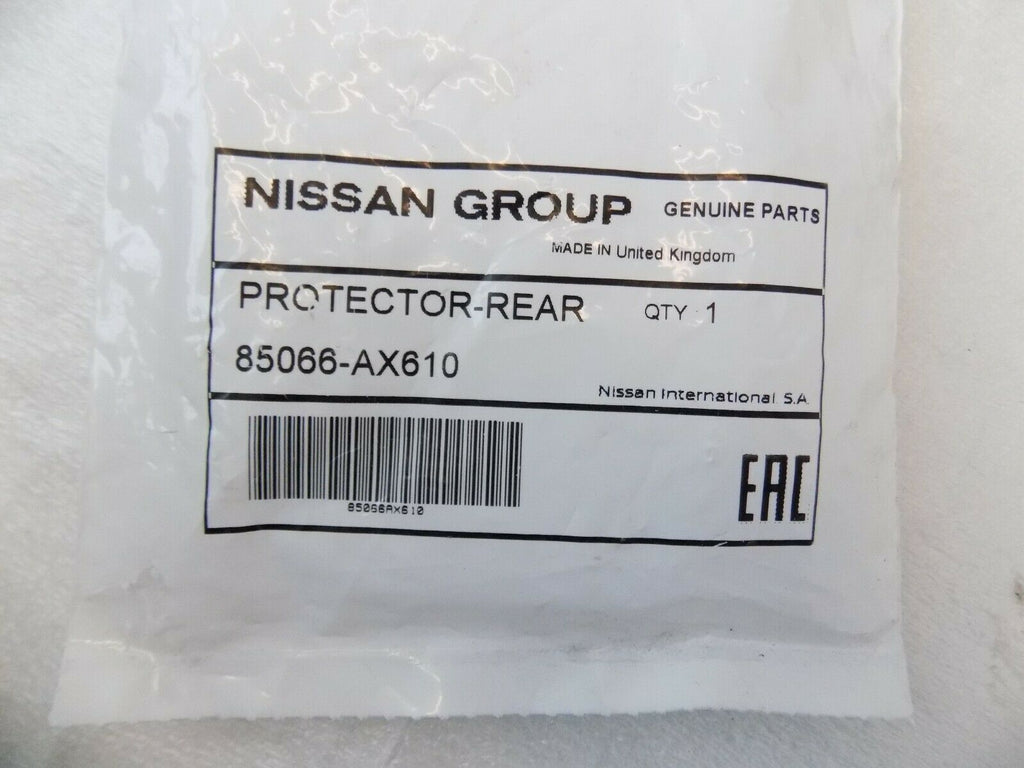 NISSAN GROUP GENUINE PARTS
MADE IN United Kingdom
PROTECTOR-REAR QTY : 1
85066-AX610
Nissan International S.A.
85066AX610
EAC